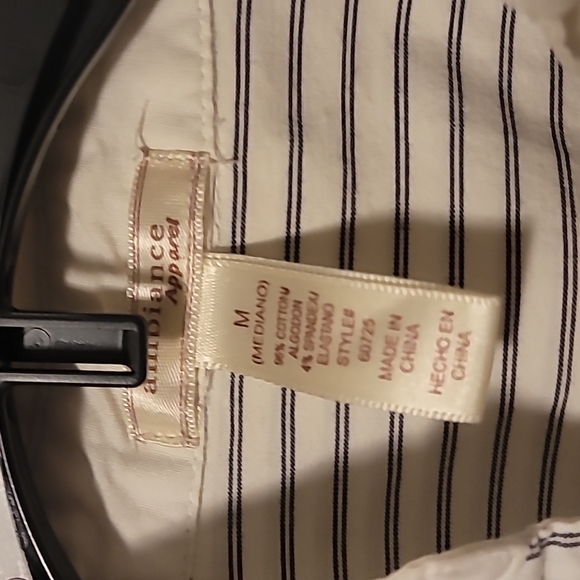 ambiance
Apparel
M
(MEDIANO)
96% COTTON/
ALGODON
4% SPANDEX/
ELASTANO
STYLE#
60725
MADE IN
CHINA
HECHO EN
CHINA